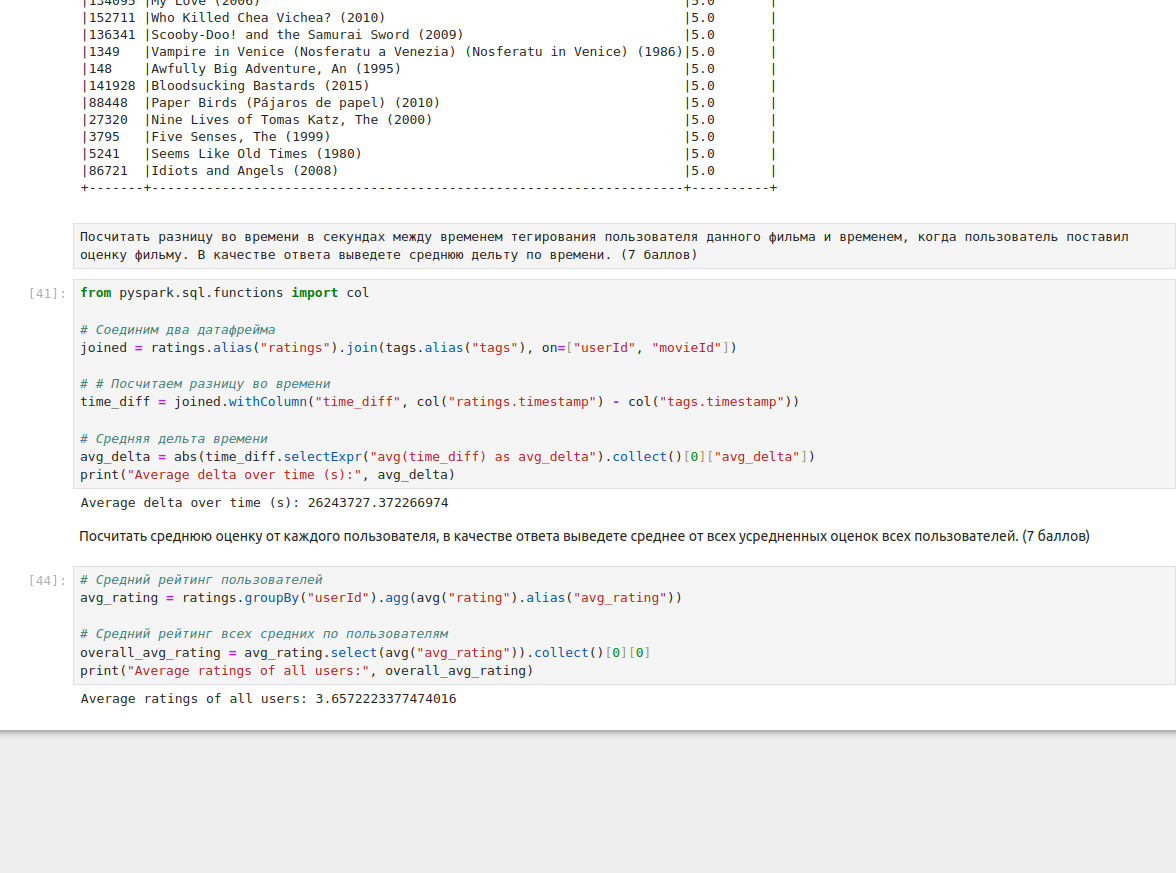 |134095 |My Love (2006)                                                      |5.0       |
|152711 |Who Killed Chea Vichea? (2010)                                      |5.0       |
|136341 |Scooby-Doo! and the Samurai Sword (2009)                            |5.0       |
|1349   |Vampire in Venice (Nosferatu a Venezia) (Nosferatu in Venice) (1986)|5.0       |
|148    |Awfully Big Adventure, An (1995)                                    |5.0       |
|141928 |Bloodsucking Bastards (2015)                                        |5.0       |
|88448  |Paper Birds (Pájaros de papel) (2010)                               |5.0       |
|27320  |Nine Lives of Tomas Katz, The (2000)                                |5.0       |
|3795   |Five Senses, The (1999)                                             |5.0       |
|5241   |Seems Like Old Times (1980)                                         |5.0       |
|86721  |Idiots and Angels (2008)                                            |5.0       |
+-------+--------------------------------------------------------------------+----------+
Посчитать разницу во времени в секундах между временем тегирования пользователя данного фильма и временем, когда пользователь поставил
оценку фильму. В качестве ответа выведете среднюю дельту по времени. (7 баллов)
[41]: from pyspark.sql.functions import col
# Соединим два датафрейма
joined = ratings.alias("ratings").join(tags.alias("tags"), on=["userId", "movieId"])
# # Посчитаем разницу во времени
time_diff = joined.withColumn("time_diff", col("ratings.timestamp") - col("tags.timestamp"))
# Средняя дельта времени
avg_delta = abs(time_diff.selectExpr("avg(time_diff) as avg_delta").collect()[0]["avg_delta"])
print("Average delta over time (s):", avg_delta)
Average delta over time (s): 26243727.372266974
Посчитать среднюю оценку от каждого пользователя, в качестве ответа выведете среднее от всех усредненных оценок всех пользователей. (7 баллов)
[44]: # Средний рейтинг пользователей
avg_rating = ratings.groupBy("userId").agg(avg("rating").alias("avg_rating"))
# Средний рейтинг всех средних по пользователям
overall_avg_rating = avg_rating.select(avg("avg_rating")).collect()[0][0]
print("Average ratings of all users:", overall_avg_rating)
Average ratings of all users: 3.6572223377474016